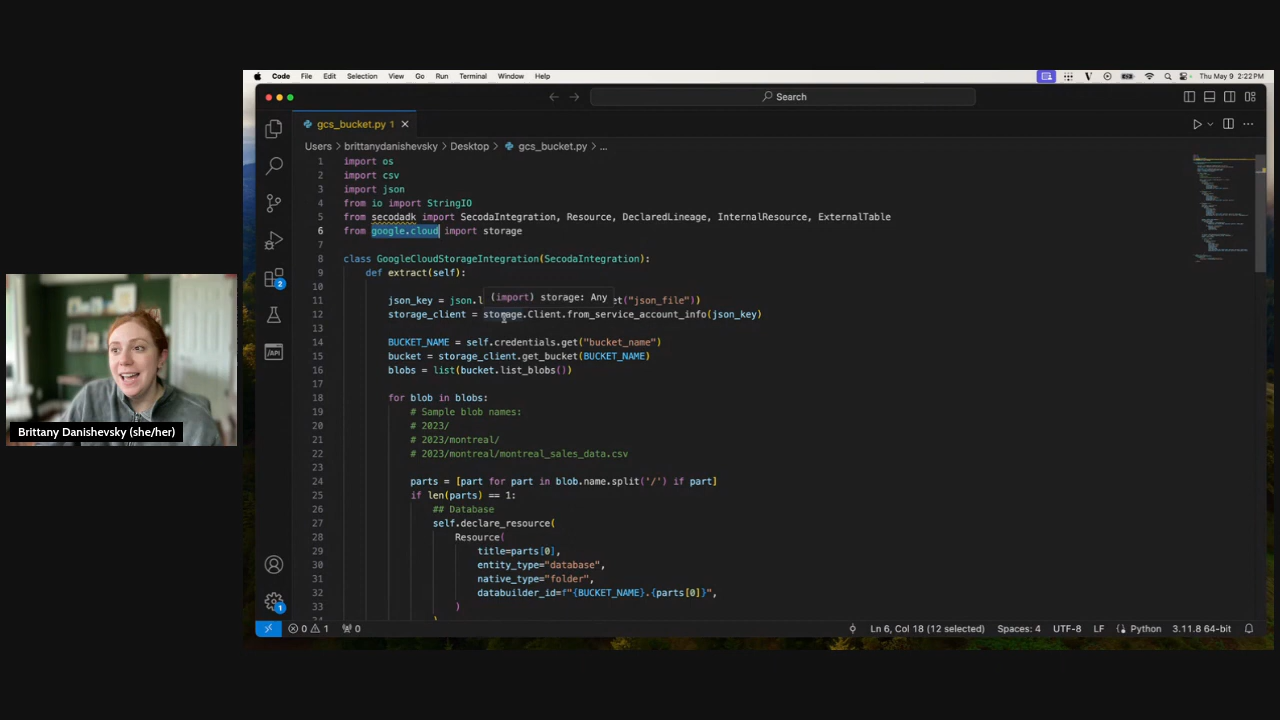 Code File Edit Selection View Go Run Terminal Window Help Thu May 9 2:22 PM
Search
gcs_bucket.py 1
Users > brittanydanishevsky > Desktop > gcs_bucket.py > ...
1 import os
2 import csv
3 import json
4 from io import StringIO
5 from secodadk import SecodaIntegration, Resource, DeclaredLineage, InternalResource, ExternalTable
6 from google.cloud import storage
7
8 class GoogleCloudStorageIntegration(SecodaIntegration):
9 def extract(self):
10
(import) storage: Any
11 json_key = json.l et("json_file"))
12 storage_client = storage.Client.from_service_account_info(json_key)
13
14 BUCKET_NAME = self.credentials.get("bucket_name")
15 bucket = storage_client.get_bucket(BUCKET_NAME)
16 blobs = list(bucket.list_blobs())
17
18 for blob in blobs:
19 # Sample blob names:
20 # 2023/
21 # 2023/montreal/
22 # 2023/montreal/montreal_sales_data.csv
23
24 parts = [part for part in blob.name.split('/') if part]
25 if len(parts) == 1:
26 ## Database
27 self.declare_resource(
28 Resource(
29 title=parts[0],
30 entity_type="database",
31 native_type="folder",
32 databuilder_id=f"{BUCKET_NAME}.{parts[0]}",
33 )
2
/API
1
0 1 0 Ln 6, Col 18 (12 selected) Spaces: 4 UTF-8 LF Python 3.11.8 64-bit
Brittany Danishevsky (she/her)